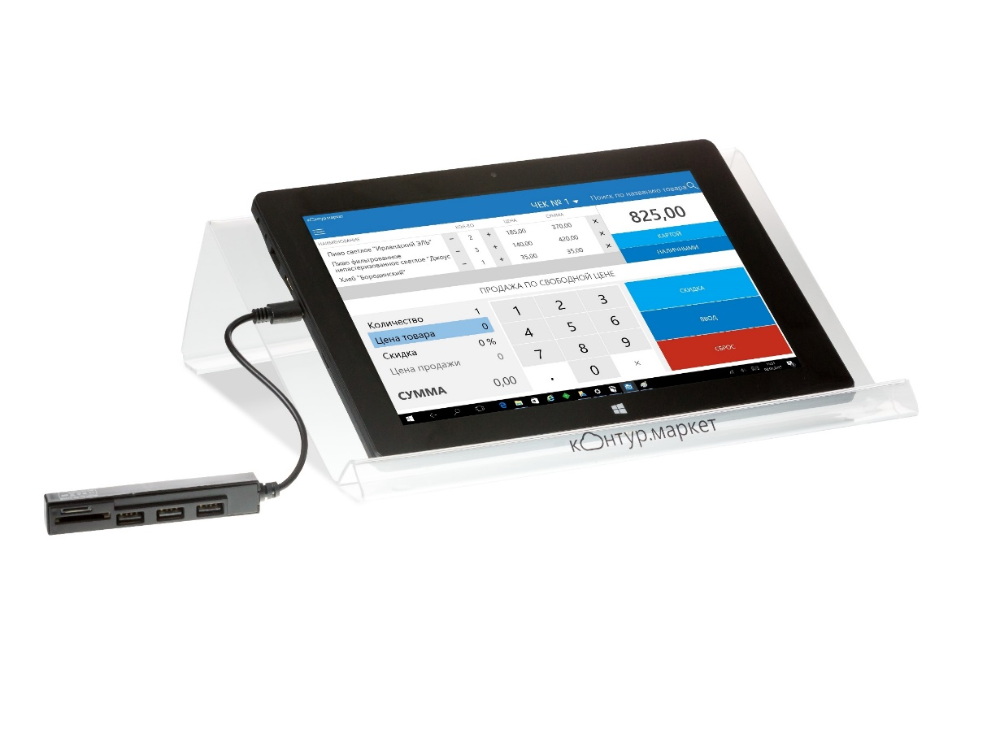 кОнтур.маркет
ЧЕК № 1 Поиск по названию товара
НАИМЕНОВАНИЕ КОЛ-ВО ЦЕНА СУММА
Пиво светлое "Ирландский ЭЛЬ" − 2 + 185,00 370,00 ×
Пиво фильтрованное
непастеризованное светлое "Джоус − 3 + 140,00 420,00 ×
Хлеб "Бородинский" − 1 + 35,00 35,00 ×
825,00
КАРТОЙ
НАЛИЧНЫМИ
ПРОДАЖА ПО СВОБОДНОЙ ЦЕНЕ
Количество 1
Цена товара 0
Скидка 0 %
Цена продажи 0
СУММА 0,00
1 2 3
4 5 6
7 8 9
. 0 ×
СКИДКА
ВВОД
СБРОС
кОнтур.маркет